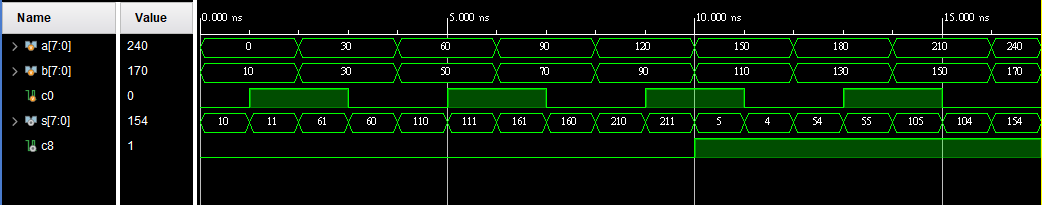 Name Value 0.000 ns 5.000 ns 10.000 ns 15.000 ns
a[7:0] 240 0 30 60 90 120 150 180 210 240
b[7:0] 170 10 30 50 70 90 110 130 150 170
c0 0
s[7:0] 154 10 11 61 60 110 111 161 160 210 211 5 4 54 55 105 104 154
c8 1